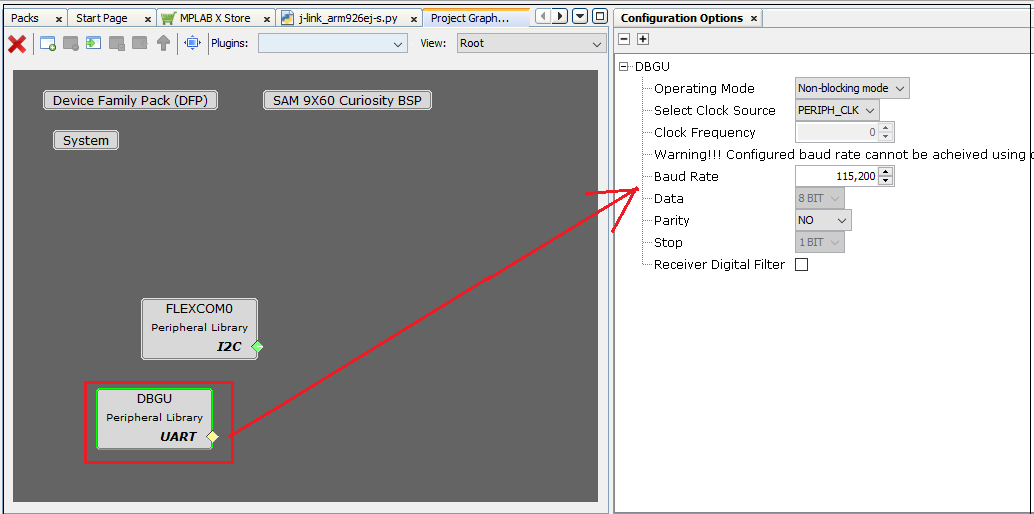 Packs × Start Page × MPLAB X Store × j-link_arm926ej-s.py × Project Graph...
Plugins: View: Root
Device Family Pack (DFP) SAM 9X60 Curiosity BSP
System
FLEXCOM0
Peripheral Library
I2C
DBGU
Peripheral Library
UART
Configuration Options ×
DBGU
Operating Mode Non-blocking mode
Select Clock Source PERIPH_CLK
Clock Frequency 0
Warning!!! Configured baud rate cannot be acheived using
Baud Rate 115,200
Data 8 BIT
Parity NO
Stop 1 BIT
Receiver Digital Filter